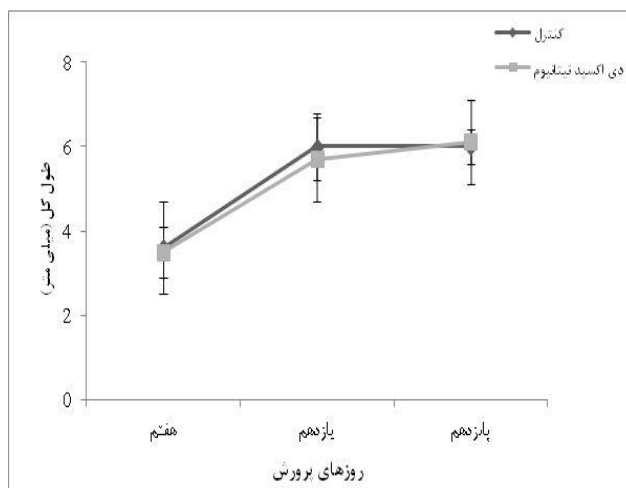 کنترل
دی اکسید تیتانیوم
8
6
4
2
0
طول کل (میلی متر)
هفتم
یازدهم
پانزدهم
روزهای پرورش